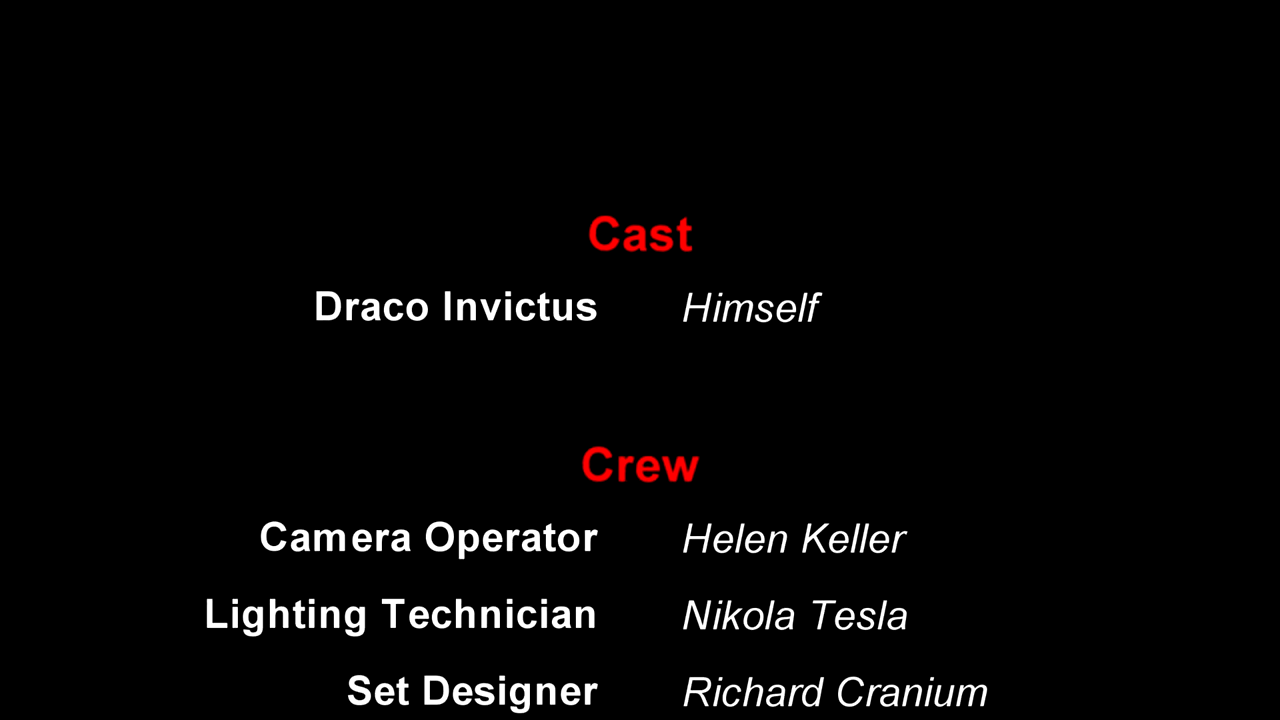 Cast
Draco Invictus Himself
Crew
Camera Operator Helen Keller
Lighting Technician Nikola Tesla
Set Designer Richard Cranium